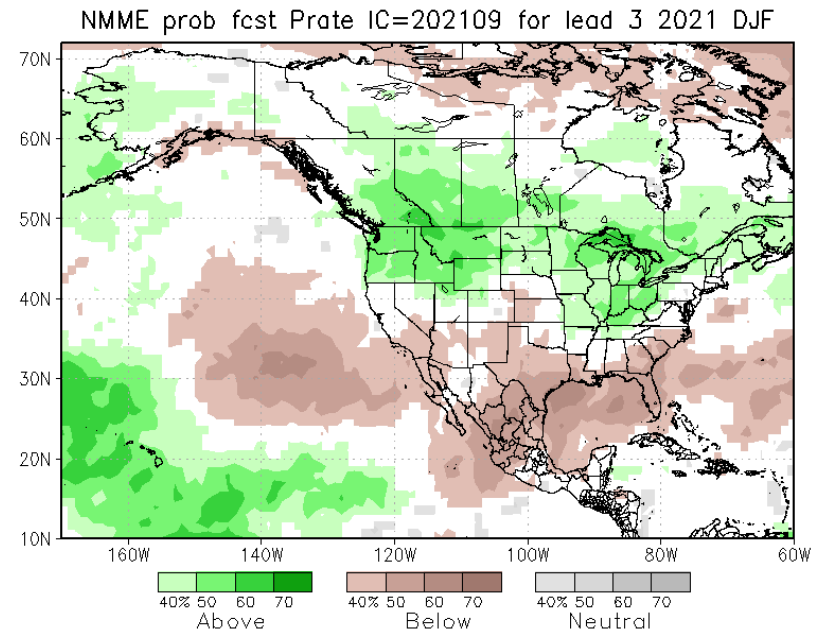 NMME prob fcst Prate IC=202109 for lead 3 2021 DJF
70N
60N
50N
40N
30N
20N
10N
160W 140W 120W 100W 80W 60W
40% 50 60 70 40% 50 60 70 40% 50 60 70
Above Below Neutral